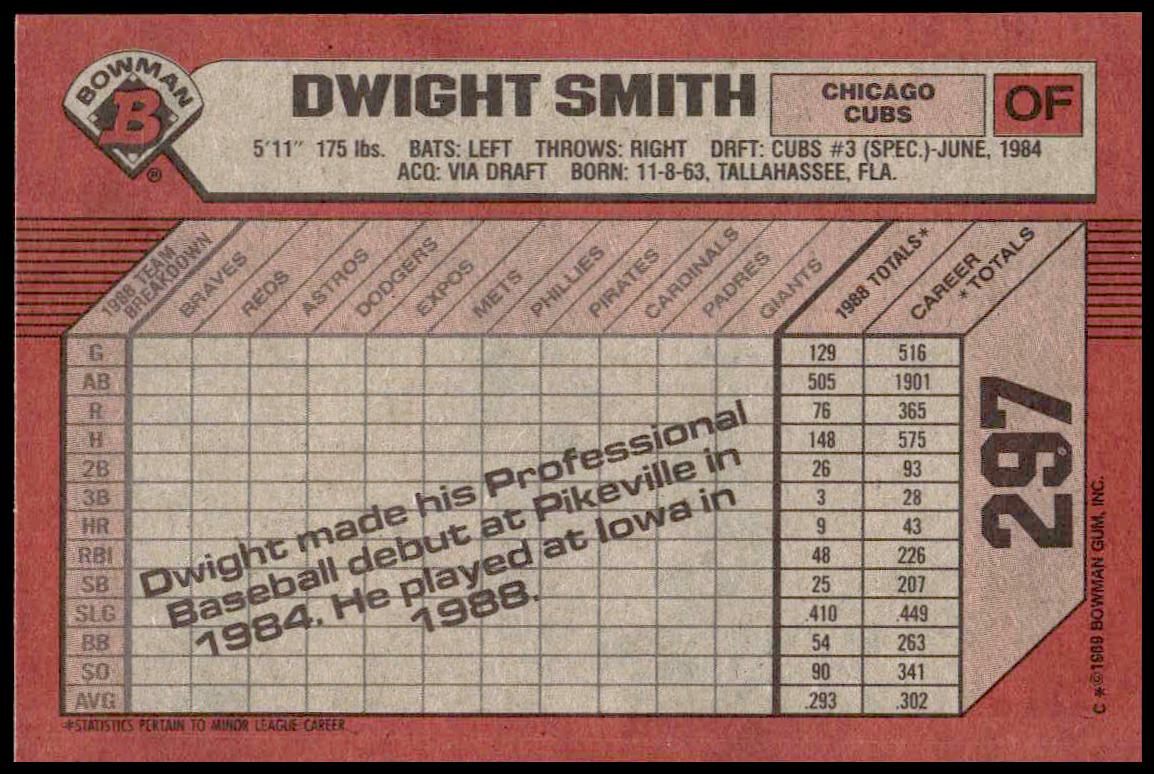 BOWMAN
B
®
DWIGHT SMITH
CHICAGO
CUBS
OF
5'11" 175 lbs. BATS: LEFT THROWS: RIGHT DRFT: CUBS #3 (SPEC.)-JUNE, 1984
ACQ: VIA DRAFT BORN: 11-8-63, TALLAHASSEE, FLA.
1988 TEAM
BREAKDOWN
BRAVES
REDS
ASTROS
DODGERS
EXPOS
METS
PHILLIES
PIRATES
CARDINALS
PADRES
GIANTS
1988 TOTALS*
CAREER
*TOTALS
G 129 516
AB 505 1901
R 76 365
H 148 575
2B 26 93
3B 3 28
HR 9 43
RBI 48 226
SB 25 207
SLG .410 .449
BB 54 263
SO 90 341
AVG .293 .302
Dwight made his Professional
Baseball debut at Pikeville in
1984. He played at Iowa in
1988.
297
*STATISTICS PERTAIN TO MINOR LEAGUE CAREER
C *©1989 BOWMAN GUM, INC.